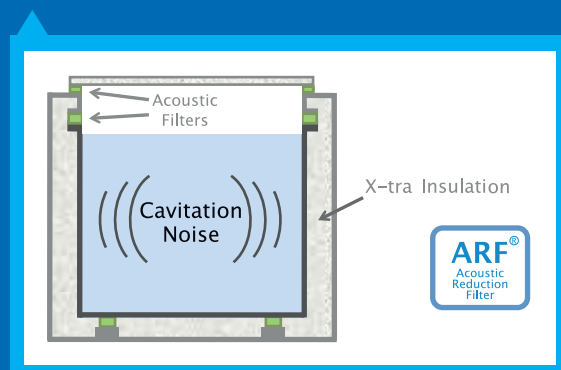 Acoustic
Filters
X-tra Insulation
Cavitation
Noise
ARF®
Acoustic
Reduction
Filter